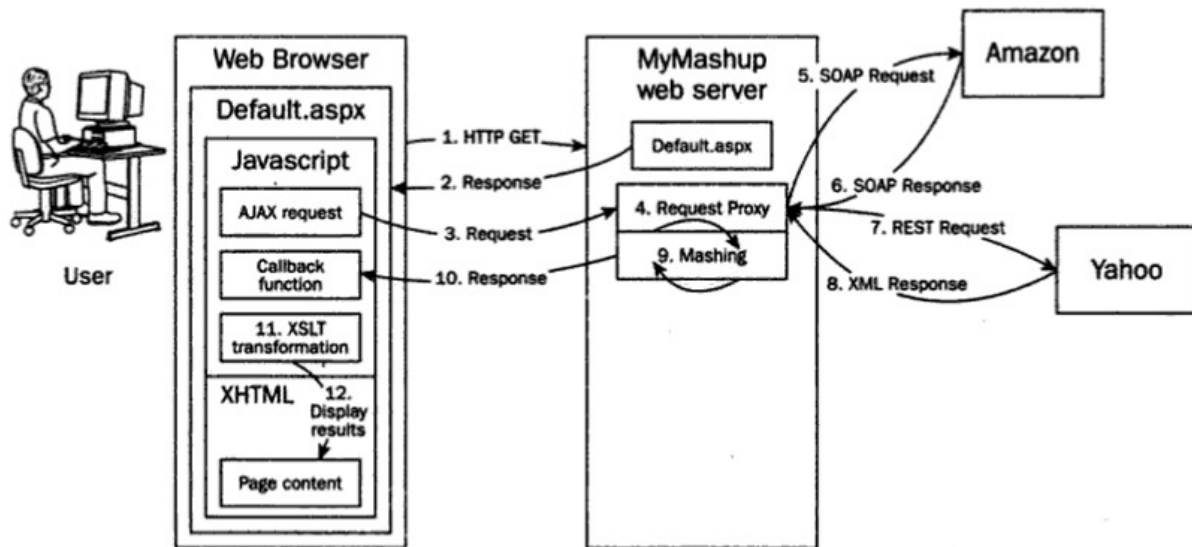 Web Browser
Default.aspx
Javascript
AJAX request
Callback
function
11. XSLT
transformation
XHTML
12.
Display
results
Page content
User
1. HTTP GET
2. Response
3. Request
10. Response
MyMashup
web server
Default.aspx
4. Request Proxy
9. Mashing
5. SOAP Request
6. SOAP Response
7. REST Request
8. XML Response
Amazon
Yahoo